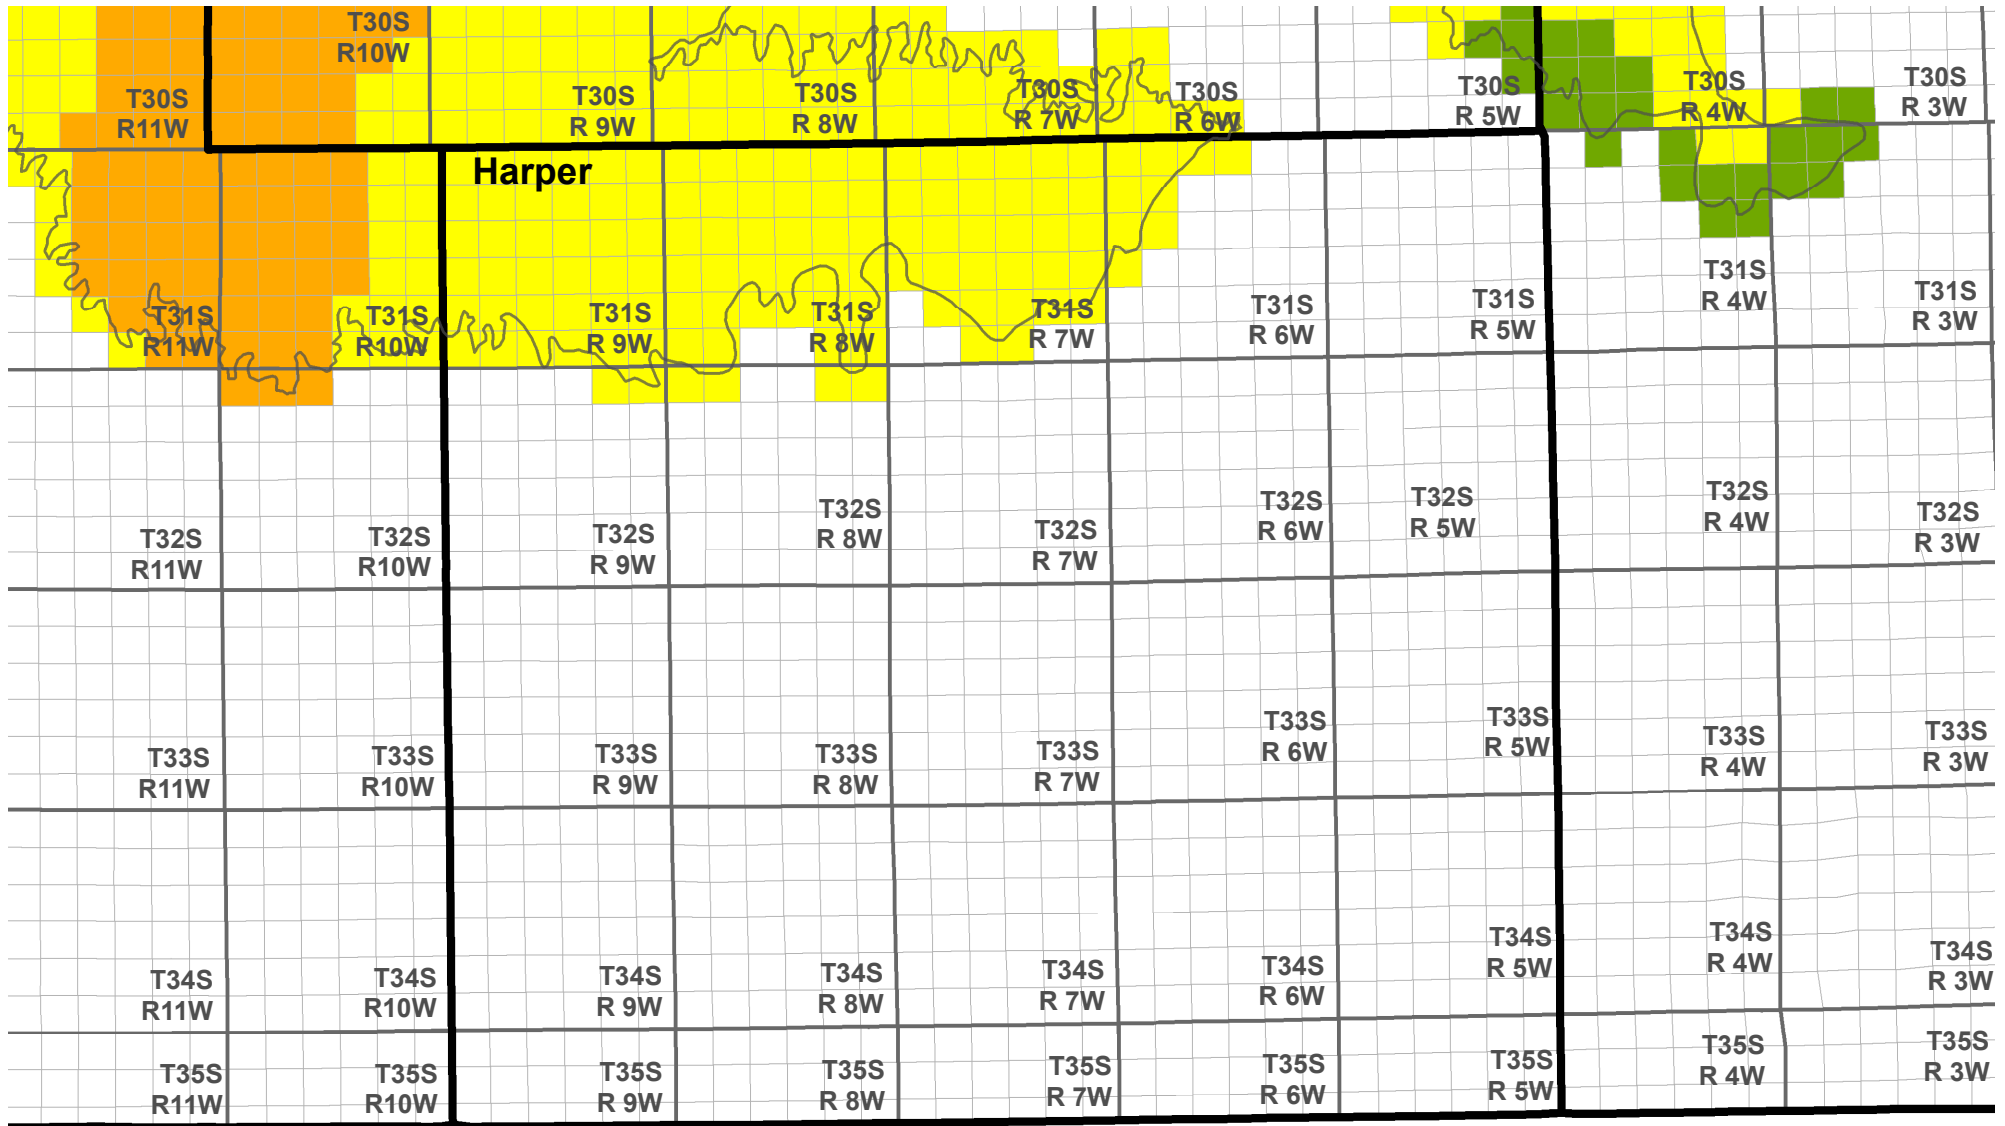 T30S
R10W
T30S
R11W
T30S
R 9W
T30S
R 8W
T30S
R 7W
T30S
R 6W
T30S
R 5W
T30S
R 4W
T30S
R 3W
Harper
T31S
R11W
T31S
R10W
T31S
R 9W
T31S
R 8W
T31S
R 7W
T31S
R 6W
T31S
R 5W
T31S
R 4W
T31S
R 3W
T32S
R11W
T32S
R10W
T32S
R 9W
T32S
R 8W
T32S
R 7W
T32S
R 6W
T32S
R 5W
T32S
R 4W
T32S
R 3W
T33S
R11W
T33S
R10W
T33S
R 9W
T33S
R 8W
T33S
R 7W
T33S
R 6W
T33S
R 5W
T33S
R 4W
T33S
R 3W
T34S
R11W
T34S
R10W
T34S
R 9W
T34S
R 8W
T34S
R 7W
T34S
R 6W
T34S
R 5W
T34S
R 4W
T34S
R 3W
T35S
R11W
T35S
R10W
T35S
R 9W
T35S
R 8W
T35S
R 7W
T35S
R 6W
T35S
R 5W
T35S
R 4W
T35S
R 3W